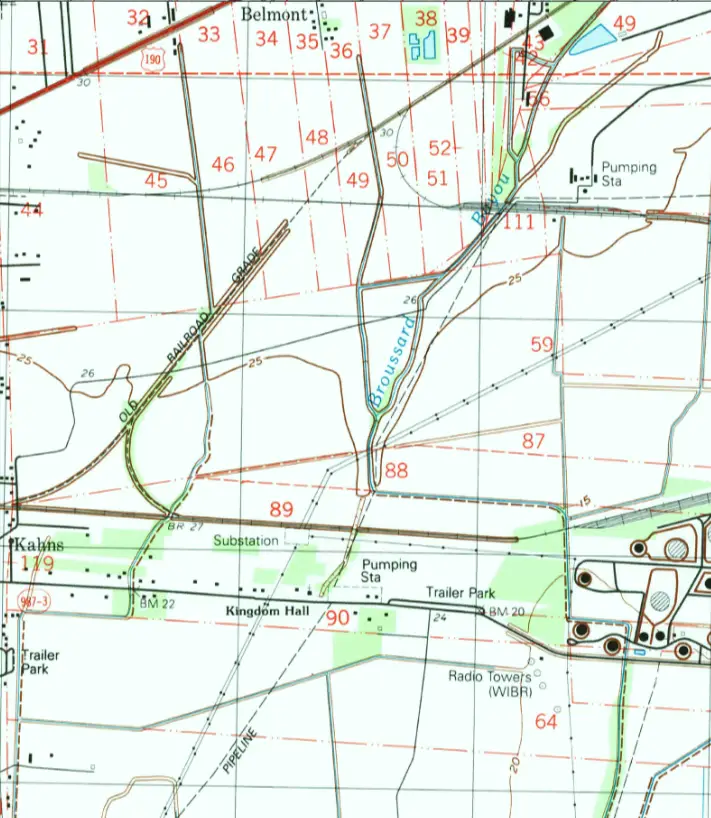 Belmont
31
32
33
34
35
36
37
38
39
43
42
49
190
30
56
30
48
47
46
45
49
50
52
51
Pumping
Sta
44
Bayou
111
GRADE
25
26
RAILROAD
Broussard
59
25
26
25
OLD
87
88
15
89
BR 27
Substation
Kahns
119
Pumping
Sta
987-3
BM 22
Kingdom Hall
90
Trailer Park
24
BM 20
Trailer
Park
Radio Towers
(WIBR)
64
PIPELINE
20